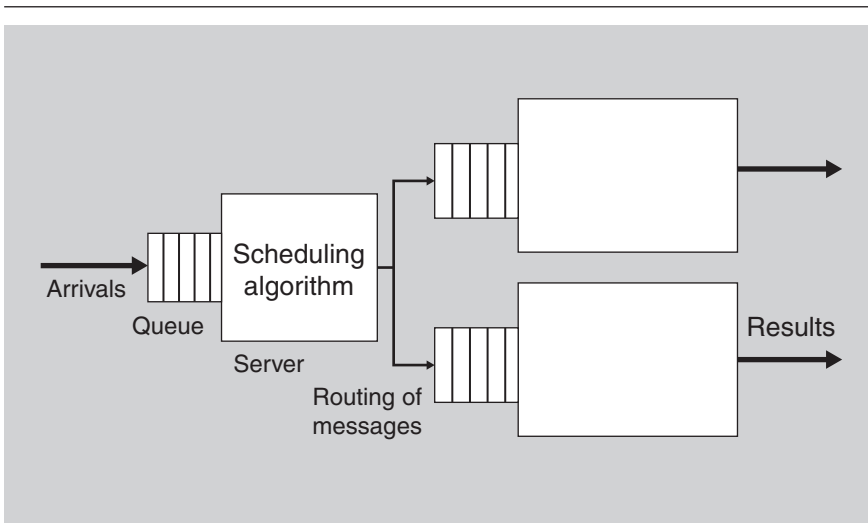 Scheduling
algorithm
Arrivals
Queue
Server
Routing of
messages
Results